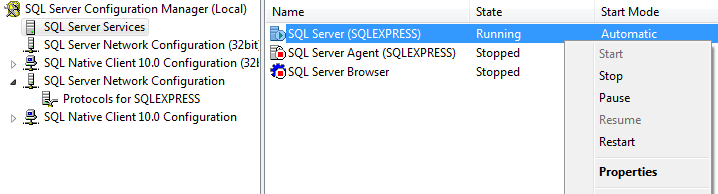 SQL Server Configuration Manager (Local)
SQL Server Services
SQL Server Network Configuration (32bit
SQL Native Client 10.0 Configuration (32b
SQL Server Network Configuration
Protocols for SQLEXPRESS
SQL Native Client 10.0 Configuration
Name State Start Mode
SQL Server (SQLEXPRESS) Running Automatic
SQL Server Agent (SQLEXPRESS) Stopped
SQL Server Browser Stopped
Start
Stop
Pause
Resume
Restart
Properties